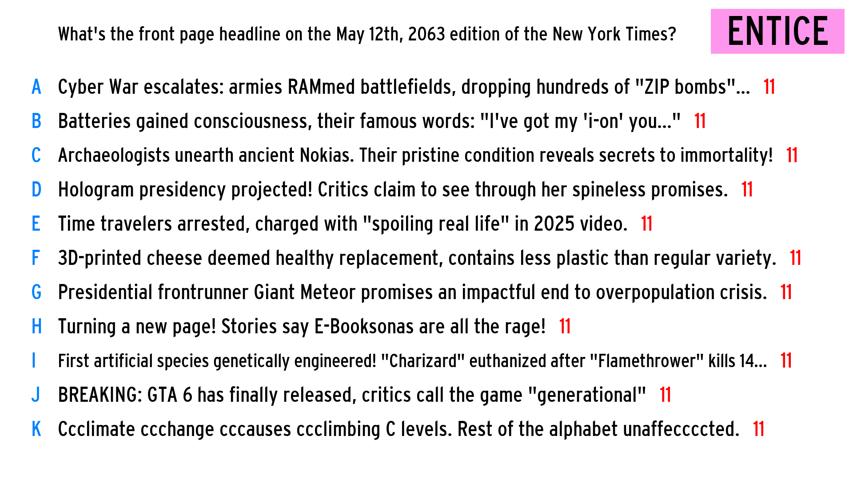 What's the front page headline on the May 12th, 2063 edition of the New York Times?
ENTICE
A Cyber War escalates: armies RAMmed battlefields, dropping hundreds of "ZIP bombs"... 11
B Batteries gained consciousness, their famous words: "I've got my 'i-on' you..." 11
C Archaeologists unearth ancient Nokias. Their pristine condition reveals secrets to immortality! 11
D Hologram presidency projected! Critics claim to see through her spineless promises. 11
E Time travelers arrested, charged with "spoiling real life" in 2025 video. 11
F 3D-printed cheese deemed healthy replacement, contains less plastic than regular variety. 11
G Presidential frontrunner Giant Meteor promises an impactful end to overpopulation crisis. 11
H Turning a new page! Stories say E-Booksonas are all the rage! 11
I First artificial species genetically engineered! "Charizard" euthanized after "Flamethrower" kills 14... 11
J BREAKING: GTA 6 has finally released, critics call the game "generational" 11
K Ccclimate ccchange cccauses ccclimbing C levels. Rest of the alphabet unaffecccccted. 11